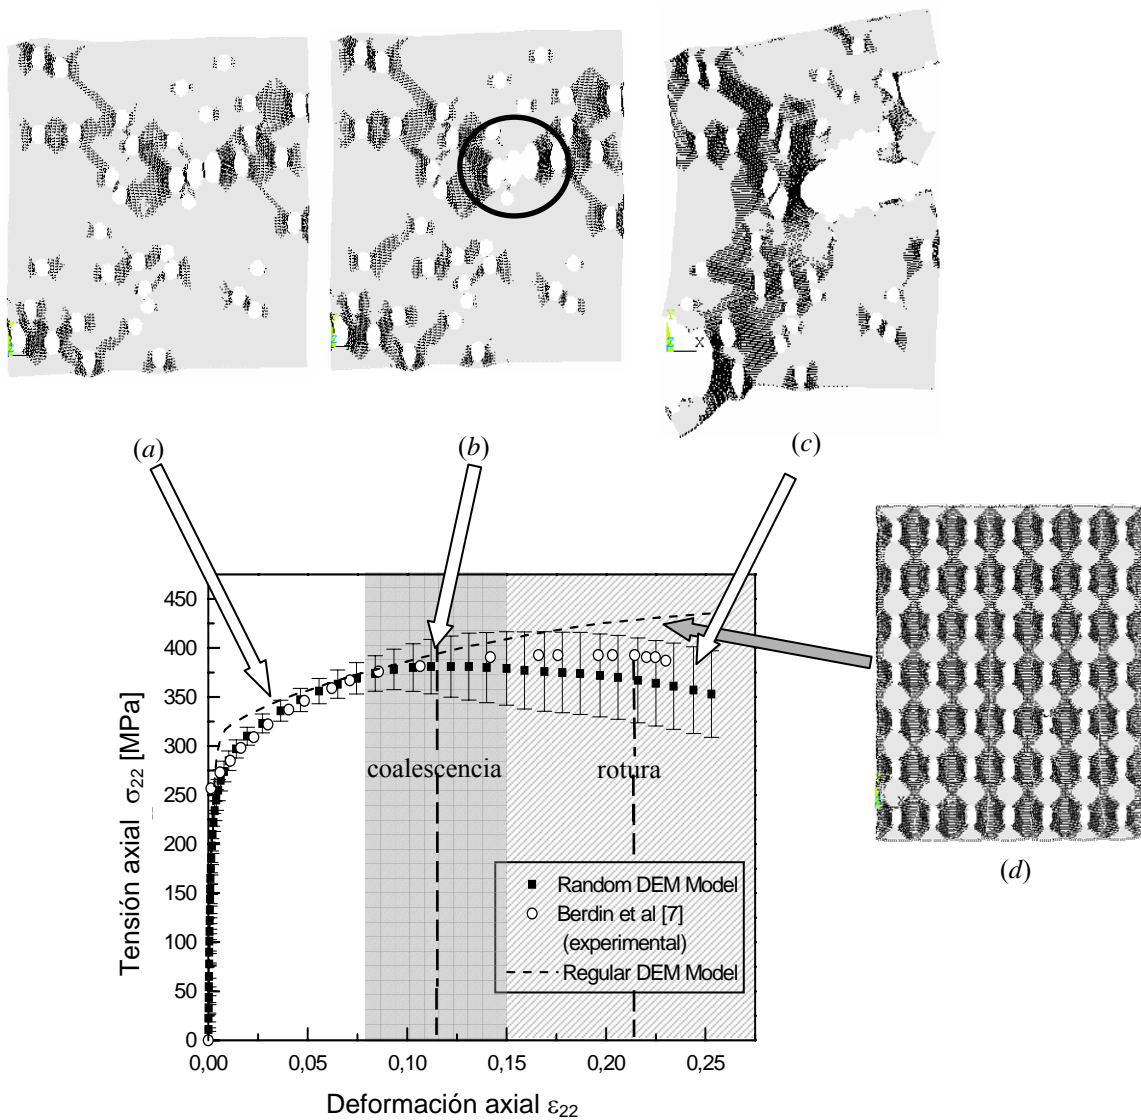 Y
Z
X
(a)
(b)
(c)
450
400
350
300
250
200
150
100
50
0
Tensión axial σ22 [MPa]
coalescencia
rotura
Random DEM Model
Berdin et al [7]
(experimental)
Regular DEM Model
(d)
0,00 0,05 0,10 0,15 0,20 0,25
Deformación axial ε22